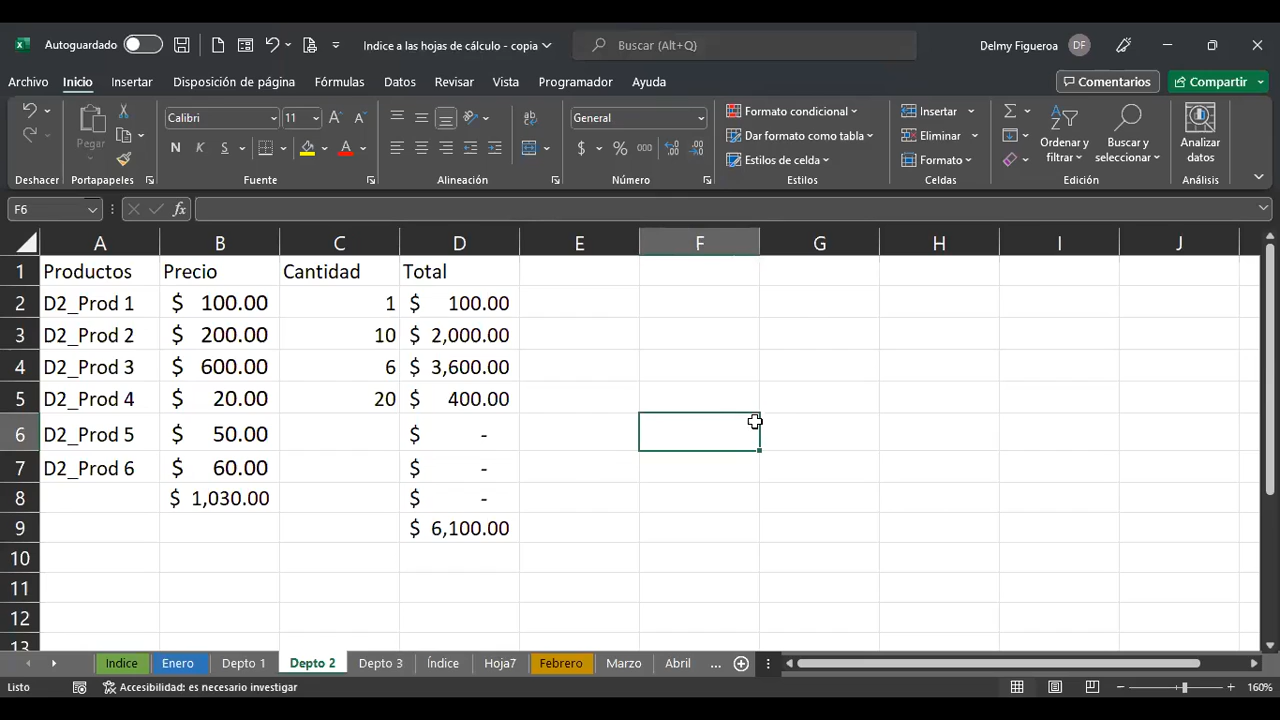 Autoguardado
Indice a las hojas de cálculo - copia
Buscar (Alt+Q)
Delmy Figueroa
DF
Archivo Inicio Insertar Disposición de página Fórmulas Datos Revisar Vista Programador Ayuda
Comentarios
Compartir
Pegar
Calibri 11
N K S
General
$ % 000
Formato condicional
Dar formato como tabla
Estilos de celda
Insertar
Eliminar
Formato
Ordenar y filtrar
Buscar y seleccionar
Analizar datos
Deshacer Portapapeles Fuente Alineación Número Estilos Celdas Edición Análisis
F6
fx
A B C D E F G H I J
1 Productos Precio Cantidad Total
2 D2_Prod 1 $ 100.00 1 $ 100.00
3 D2_Prod 2 $ 200.00 10 $ 2,000.00
4 D2_Prod 3 $ 600.00 6 $ 3,600.00
5 D2_Prod 4 $ 20.00 20 $ 400.00
6 D2_Prod 5 $ 50.00 $ -
7 D2_Prod 6 $ 60.00 $ -
8 $ 1,030.00 $ -
9 $ 6,100.00
10
11
12
13
Indice Enero Depto 1 Depto 2 Depto 3 Índice Hoja7 Febrero Marzo Abril ...
Listo
Accesibilidad: es necesario investigar
160%